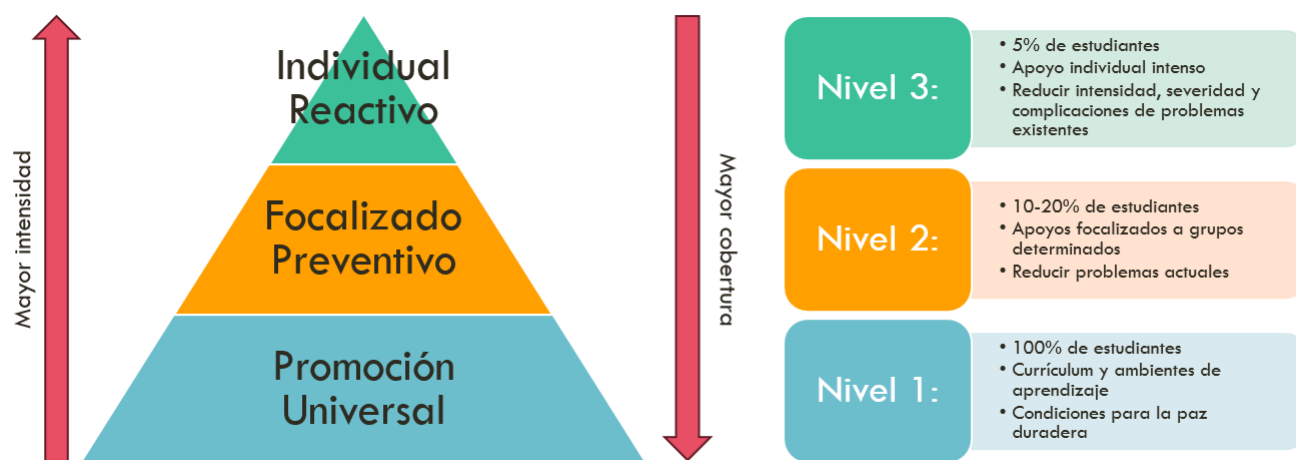 Mayor intensidad
Individual
Reactivo
Focalizado
Preventivo
Promoción
Universal
Mayor cobertura
Nivel 3:
• 5% de estudiantes
• Apoyo individual intenso
• Reducir intensidad, severidad y
complicaciones de problemas
existentes
Nivel 2:
• 10-20% de estudiantes
• Apoyos focalizados a grupos
determinados
• Reducir problemas actuales
Nivel 1:
• 100% de estudiantes
• Currículum y ambientes de
aprendizaje
• Condiciones para la paz
duradera